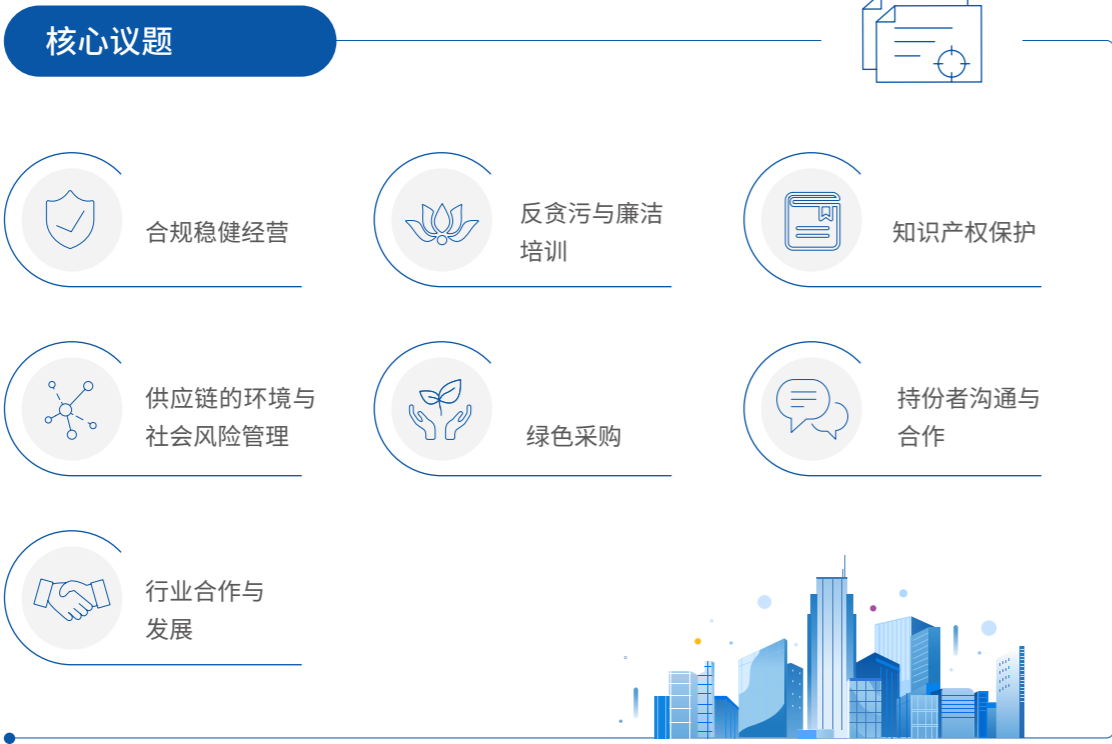 核心议题
合规稳健经营
反贪污与廉洁
培训
知识产权保护
供应链的环境与
社会风险管理
绿色采购
持份者沟通与
合作
行业合作与
发展